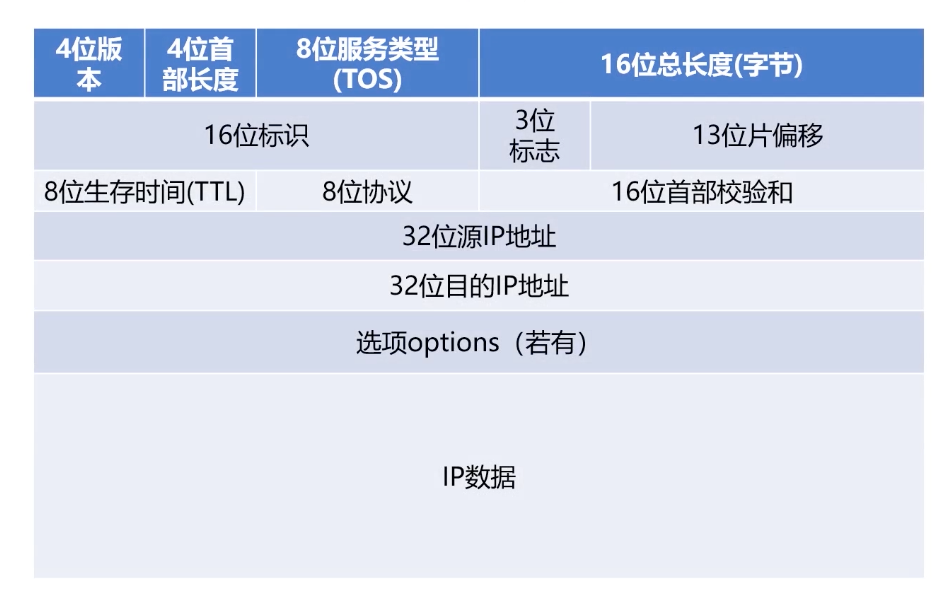 4位版
本
4位首
部长度
8位服务类型
(TOS)
16位总长度(字节)
16位标识
3位
标志
13位片偏移
8位生存时间(TTL)
8位协议
16位首部校验和
32位源IP地址
32位目的IP地址
选项options（若有）
IP数据